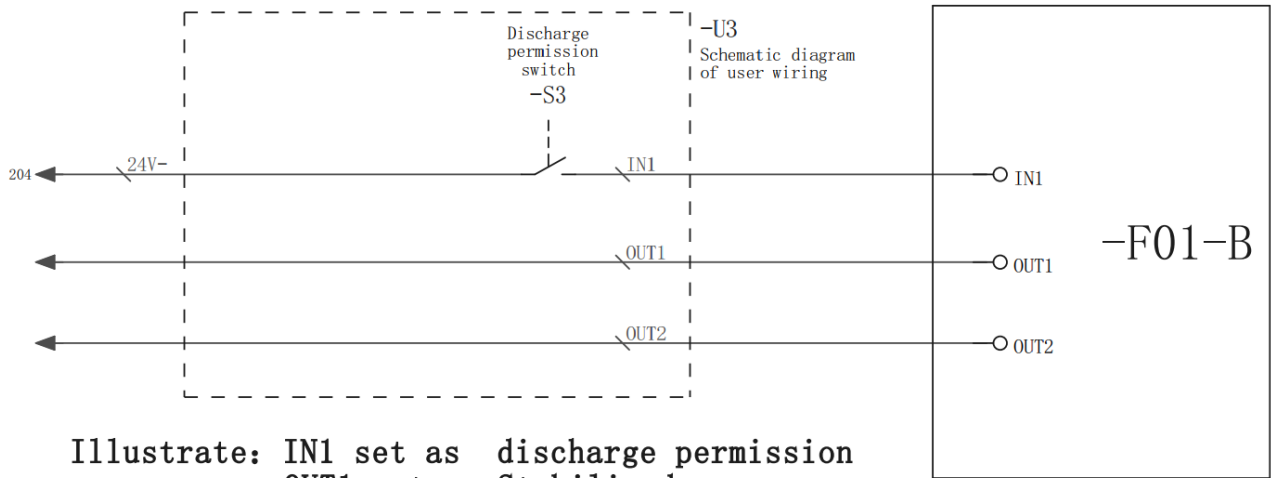 Discharge
permission
switch
-S3
-U3
Schematic diagram
of user wiring
204
24V-
IN1
IN1
-F01-B
OUT1
OUT1
OUT2
OUT2
Illustrate: IN1 set as discharge permission